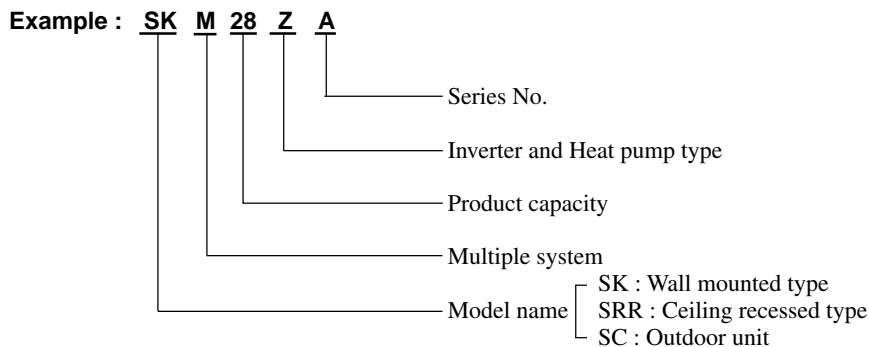 Example : SK M 28 Z A
Series No.
Inverter and Heat pump type
Product capacity
Multiple system
SK : Wall mounted type
Model name SRR : Ceiling recessed type
SC : Outdoor unit